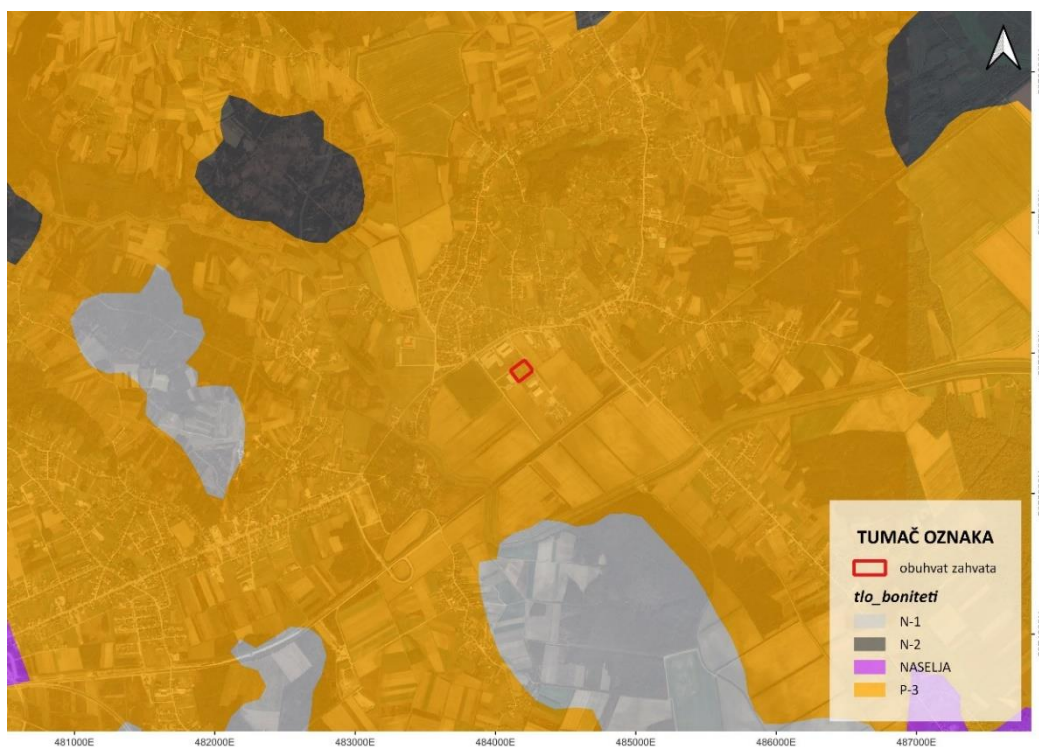 TUMAČ OZNAKA
obuhvat zahvata
tlo_boniteti
N-1
N-2
NASELJA
P-3
481000E
482000E
483000E
484000E
485000E
486000E
487000E